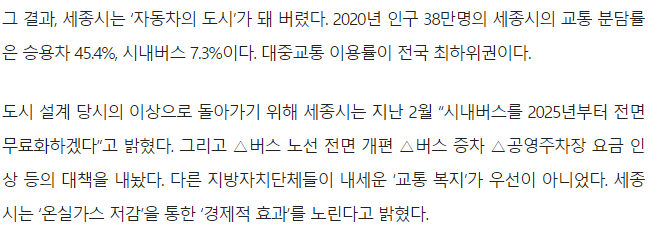 그 결과, 세종시는 ‘자동차의 도시’가 돼 버렸다. 2020년 인구 38만명의 세종시의 교통 분담률
은 승용차 45.4%, 시내버스 7.3%이다. 대중교통 이용률이 전국 최하위권이다.
도시 설계 당시의 이상으로 돌아가기 위해 세종시는 지난 2월 “시내버스를 2025년부터 전면
무료화하겠다”고 밝혔다. 그리고 △버스 노선 전면 개편 △버스 증차 △공영주차장 요금 인
상 등의 대책을 내놨다. 다른 지방자치단체들이 내세운 ‘교통 복지’가 우선이 아니었다. 세종
시는 ‘온실가스 저감’을 통한 ‘경제적 효과’를 노린다고 밝혔다.